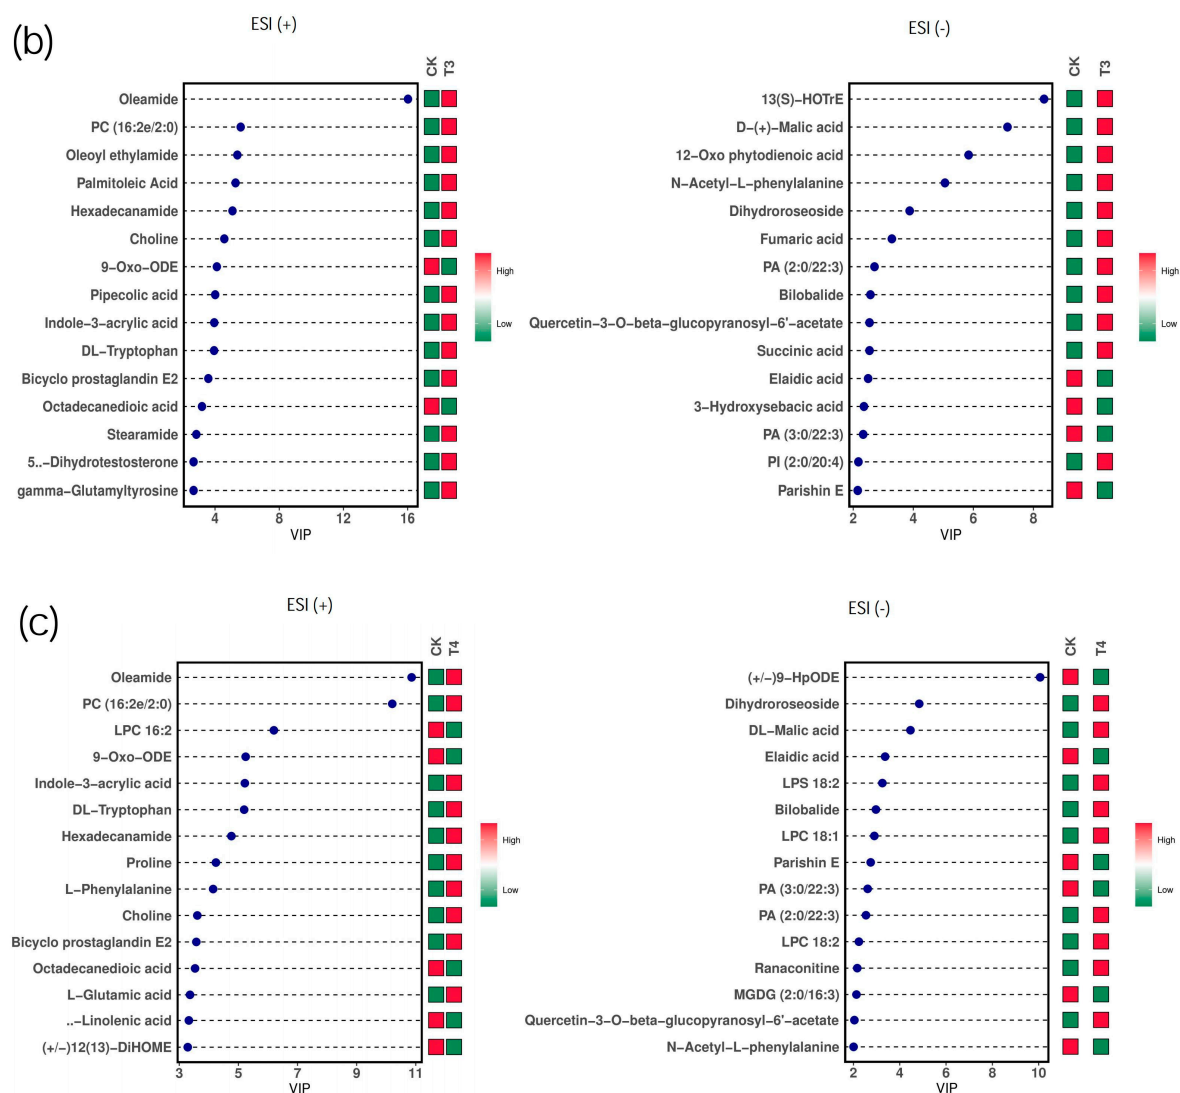 (b)
ESI (+)
CK T3
Oleamide
PC (16:2e/2:0)
Oleoyl ethylamide
Palmitoleic Acid
Hexadecanamide
Choline
9–Oxo–ODE
Pipecolic acid
Indole–3–acrylic acid
DL–Tryptophan
Bicyclo prostaglandin E2
Octadecanedioic acid
Stearamide
5..–Dihydrotestosterone
gamma–Glutamyltyrosine
High
Low
4 8 12 16
VIP
ESI (-)
CK T3
13(S)–HOTrE
D–(+)–Malic acid
12–Oxo phytodienoic acid
N–Acetyl–L–phenylalanine
Dihydroroseoside
Fumaric acid
PA (2:0/22:3)
Bilobalide
Quercetin–3–O–beta–glucopyranosyl–6'–acetate
Succinic acid
Elaidic acid
3–Hydroxysebacic acid
PA (3:0/22:3)
PI (2:0/20:4)
Parishin E
High
Low
2 4 6 8
VIP
(c)
ESI (+)
CK T4
Oleamide
PC (16:2e/2:0)
LPC 16:2
9–Oxo–ODE
Indole–3–acrylic acid
DL–Tryptophan
Hexadecanamide
Proline
L–Phenylalanine
Choline
Bicyclo prostaglandin E2
Octadecanedioic acid
L–Glutamic acid
..–Linolenic acid
(+/–)12(13)–DiHOME
High
Low
3 5 7 9 11
VIP
ESI (-)
CK T4
(+/–)9–HpODE
Dihydroroseoside
DL–Malic acid
Elaidic acid
LPS 18:2
Bilobalide
LPC 18:1
Parishin E
PA (3:0/22:3)
PA (2:0/22:3)
LPC 18:2
Ranaconitine
MGDG (2:0/16:3)
Quercetin–3–O–beta–glucopyranosyl–6'–acetate
N–Acetyl–L–phenylalanine
High
Low
2 4 6 8 10
VIP